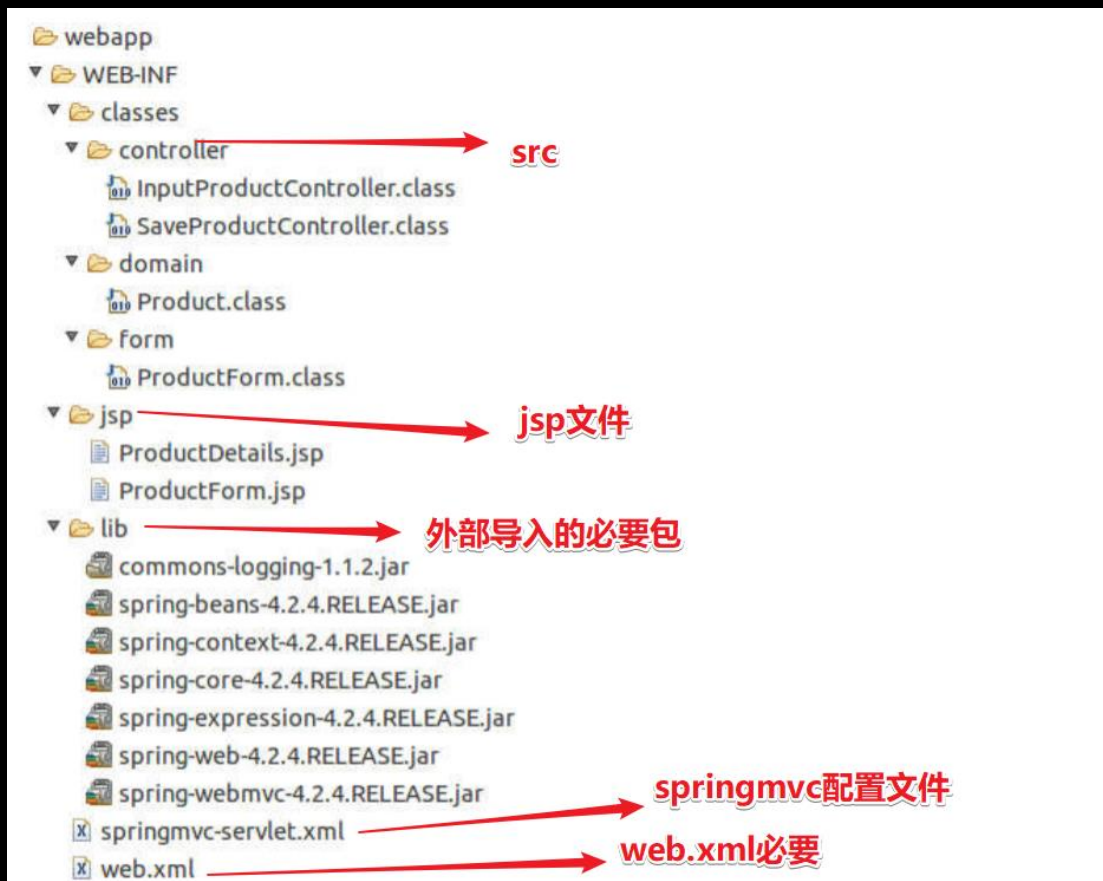 webapp
WEB-INF
classes
controller
src
InputProductController.class
SaveProductController.class
domain
Product.class
form
ProductForm.class
jsp
jsp文件
ProductDetails.jsp
ProductForm.jsp
lib
外部导入的必要包
commons-logging-1.1.2.jar
spring-beans-4.2.4.RELEASE.jar
spring-context-4.2.4.RELEASE.jar
spring-core-4.2.4.RELEASE.jar
spring-expression-4.2.4.RELEASE.jar
spring-web-4.2.4.RELEASE.jar
spring-webmvc-4.2.4.RELEASE.jar
springmvc配置文件
springmvc-servlet.xml
web.xml必要
web.xml